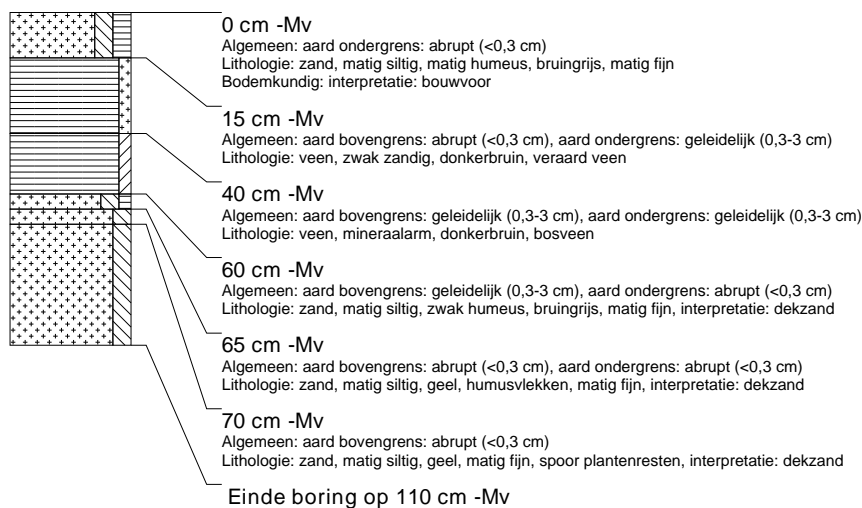 0 cm -Mv
Algemeen: aard ondergrens: abrupt (<0,3 cm)
Lithologie: zand, matig siltig, matig humeus, bruingrijs, matig fijn
Bodemkundig: interpretatie: bouwvoor
15 cm -Mv
Algemeen: aard bovengrens: abrupt (<0,3 cm), aard ondergrens: geleidelijk (0,3-3 cm)
Lithologie: veen, zwak zandig, donkerbruin, veraard veen
40 cm -Mv
Algemeen: aard bovengrens: geleidelijk (0,3-3 cm), aard ondergrens: geleidelijk (0,3-3 cm)
Lithologie: veen, mineraalarm, donkerbruin, bosveen
60 cm -Mv
Algemeen: aard bovengrens: geleidelijk (0,3-3 cm), aard ondergrens: abrupt (<0,3 cm)
Lithologie: zand, matig siltig, zwak humeus, bruingrijs, matig fijn, interpretatie: dekzand
65 cm -Mv
Algemeen: aard bovengrens: abrupt (<0,3 cm), aard ondergrens: abrupt (<0,3 cm)
Lithologie: zand, matig siltig, geel, humusvlekken, matig fijn, interpretatie: dekzand
70 cm -Mv
Algemeen: aard bovengrens: abrupt (<0,3 cm)
Lithologie: zand, matig siltig, geel, matig fijn, spoor plantenresten, interpretatie: dekzand
Einde boring op 110 cm -Mv